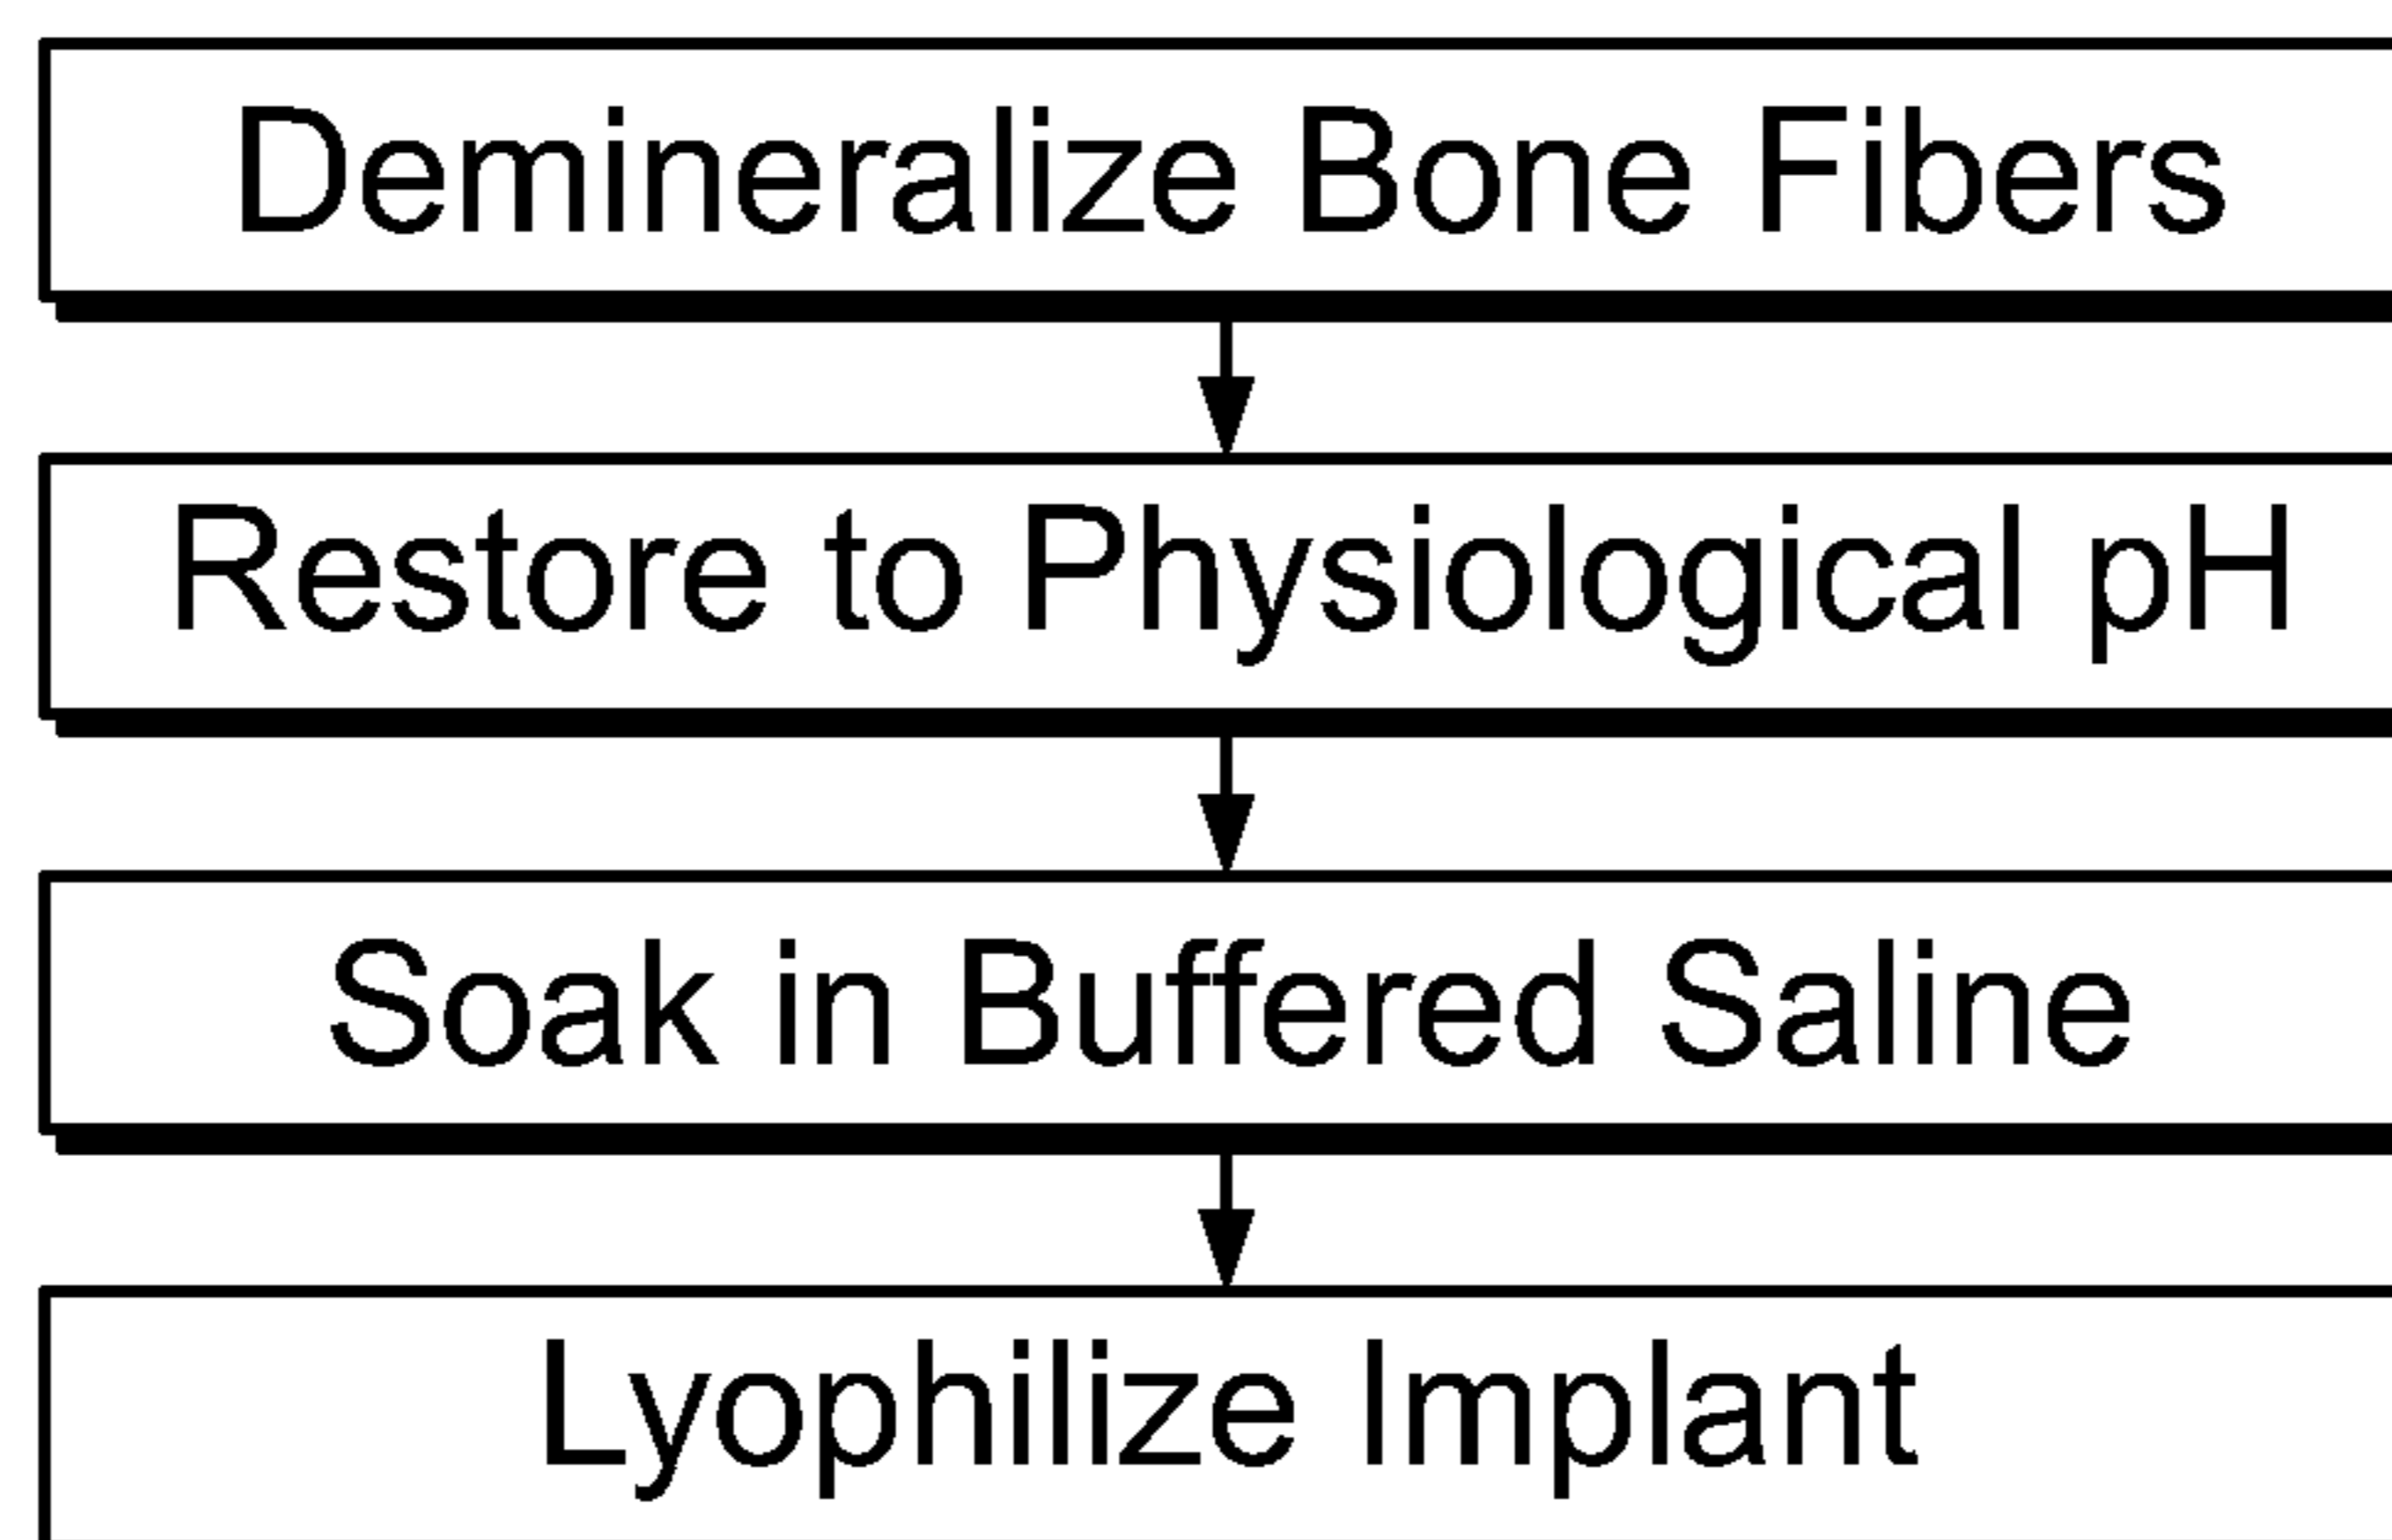 Demineralize Bone Fibers
Restore to Physiological pH
Soak in Buffered Saline
Lyophilize Implant